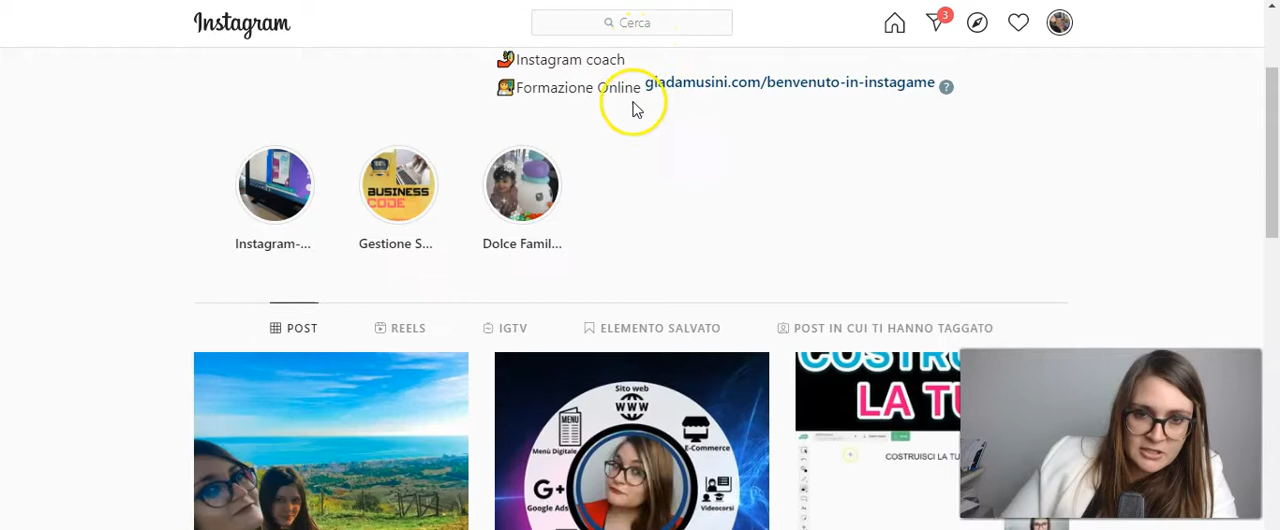 Instagram
Cerca
3
Instagram coach
Formazione Online giadamusini.com/benvenuto-in-instagame ?
BUSINESS
CODE
Instagram-...
Gestione S...
Dolce Famil...
POST
REELS
IGTV
ELEMENTO SALVATO
POST IN CUI TI HANNO TAGGATO
Sito web
WWW
MENU
Menù Digitale
E-Commerce
G+
Google Ads
Videocorsi
LA TU
COSTRUISCI LA TU